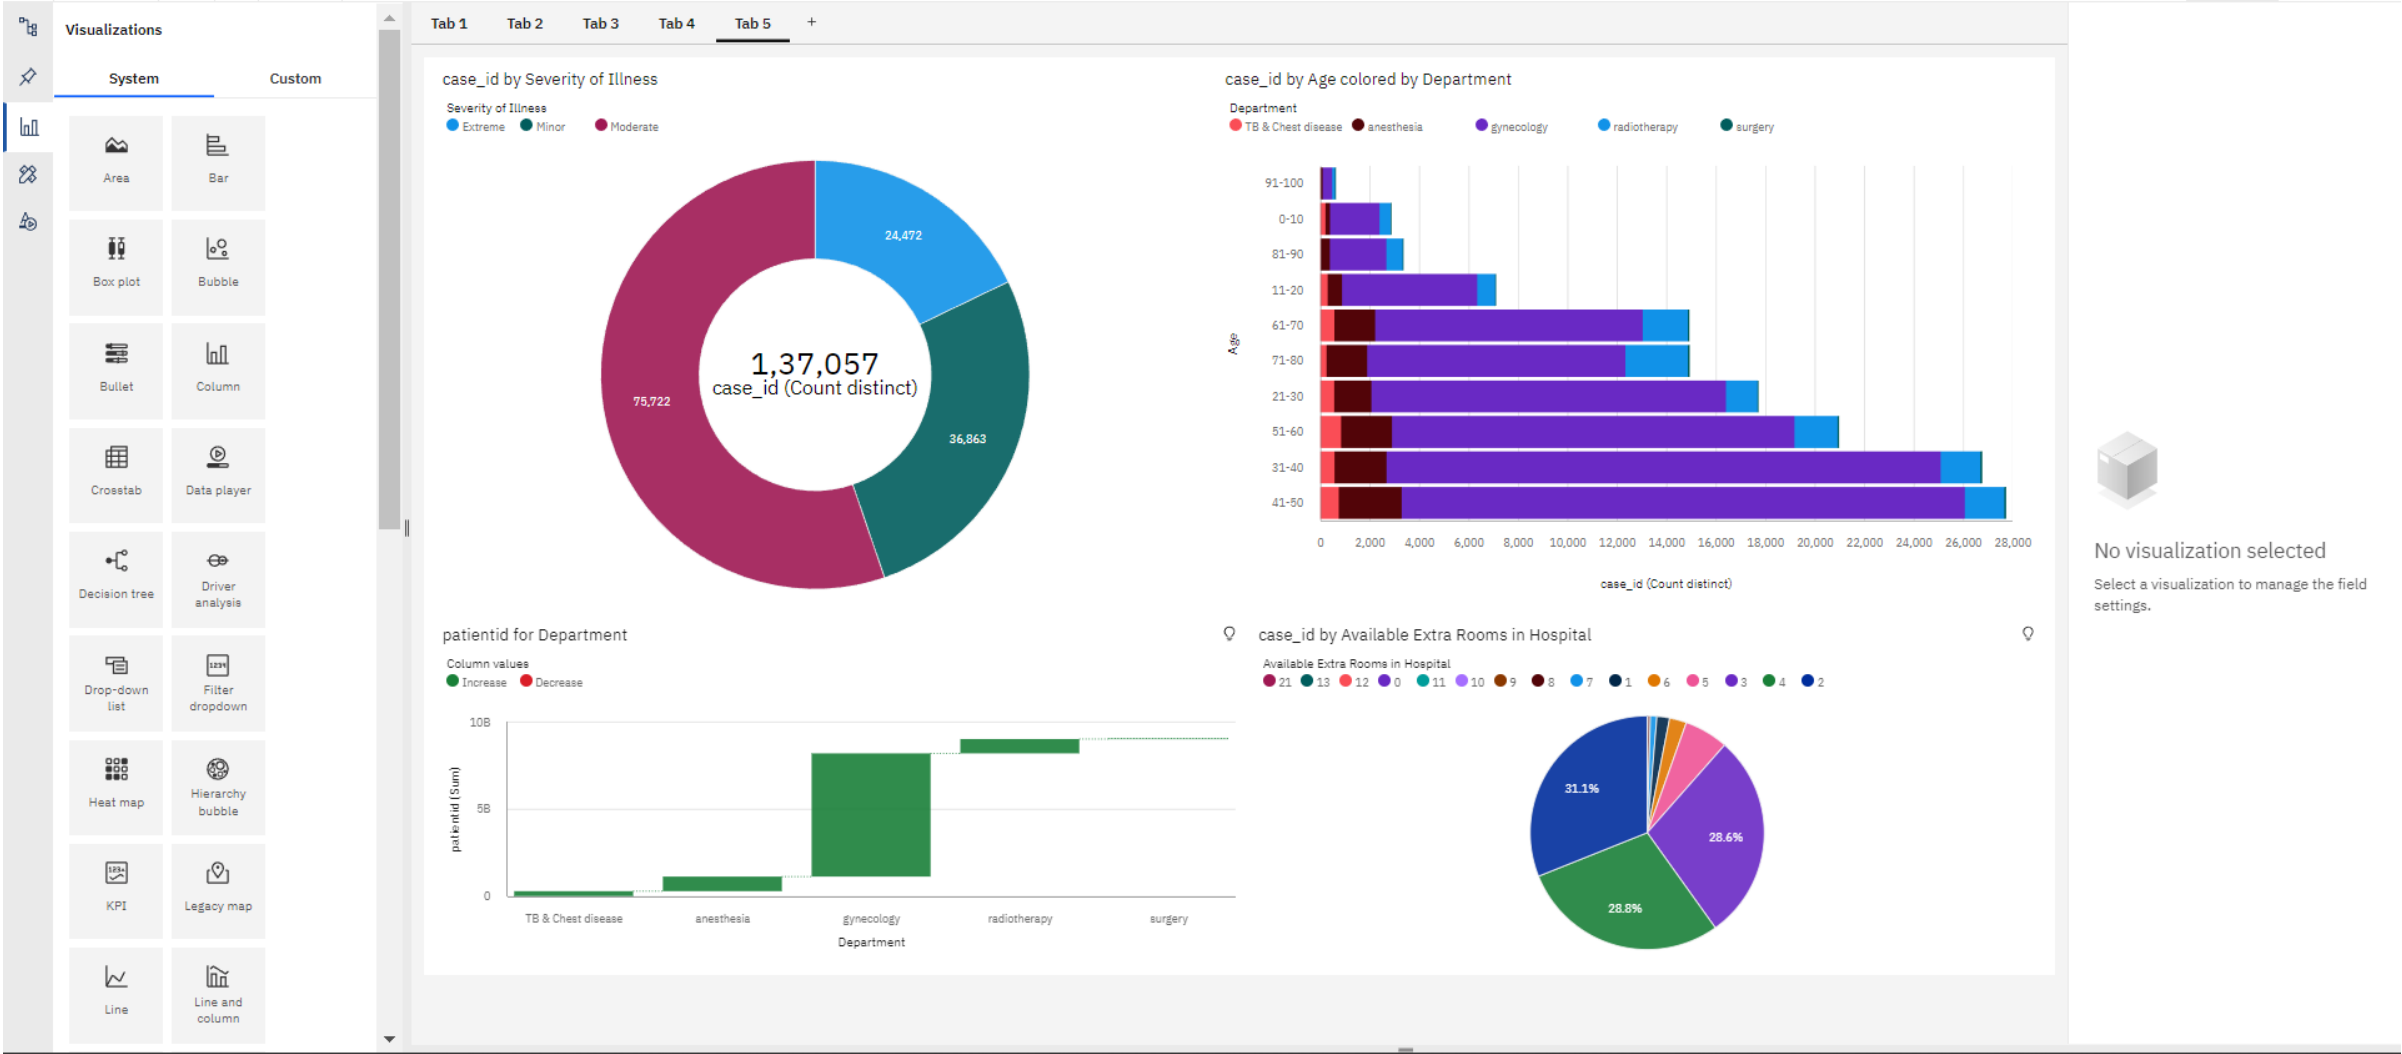 Visualizations
System
Custom
Area
Bar
Box plot
Bubble
Bullet
Column
Crosstab
Data player
Decision tree
Driver
analysis
Drop-down
list
Filter
dropdown
Heat map
Hierarchy
bubble
KPI
Legacy map
Line
Line and
column
Tab 1
Tab 2
Tab 3
Tab 4
Tab 5
+
case_id by Severity of Illness
Severity of Illness
Extreme
Minor
Moderate
24,472
36,863
75,722
1,37,057
case_id (Count distinct)
case_id by Age colored by Department
Department
TB & Chest disease
anesthesia
gynecology
radiotherapy
surgery
Age
91-100
0-10
81-90
11-20
61-70
71-80
21-30
51-60
31-40
41-50
0
2,000
4,000
6,000
8,000
10,000
12,000
14,000
16,000
18,000
20,000
22,000
24,000
26,000
28,000
case_id (Count distinct)
patientid for Department
Column values
Increase
Decrease
patientid (Sum)
10B
5B
0
TB & Chest disease
anesthesia
gynecology
radiotherapy
surgery
Department
case_id by Available Extra Rooms in Hospital
Available Extra Rooms in Hospital
21
13
12
0
11
10
9
8
7
1
6
5
3
4
2
31.1%
28.6%
28.8%
No visualization selected
Select a visualization to manage the field
settings.